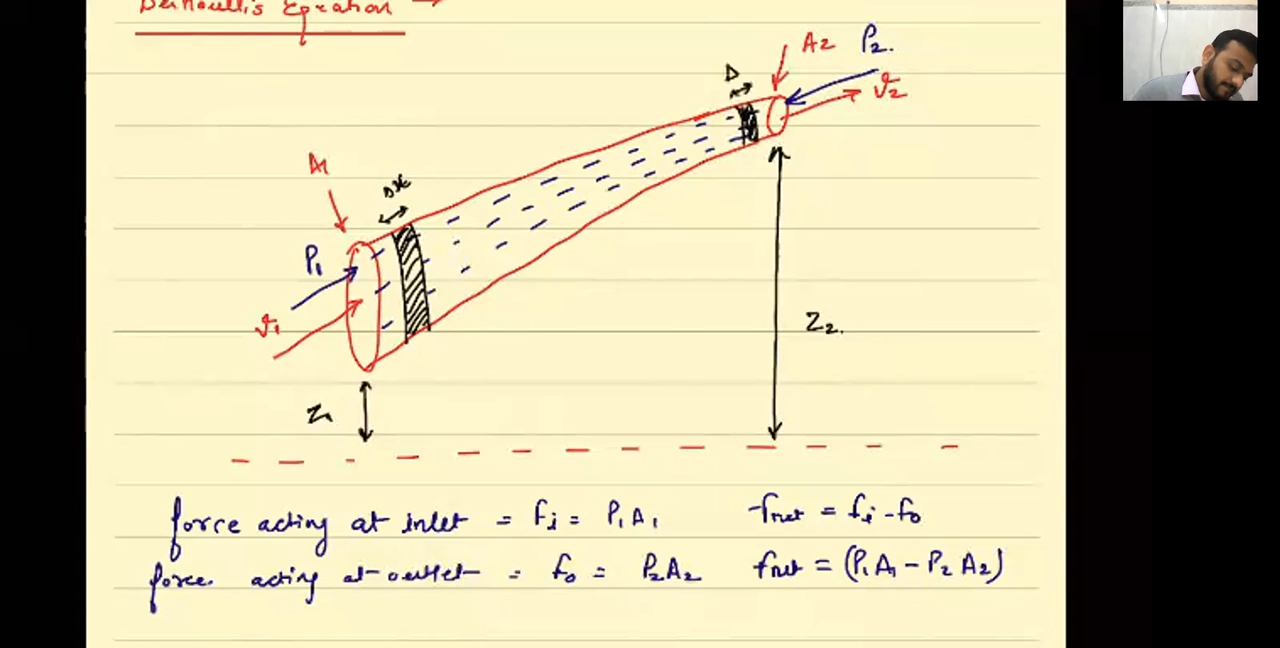 Bernoulli's Equation →
A2 P2.
D
v2
A1
Δx
P1
v1
Z2.
Z1
force acting at inlet = fi = P1A1 fnet = fi - fo
force acting at outlet = fo = P2A2 fnet = (P1A1 - P2A2)